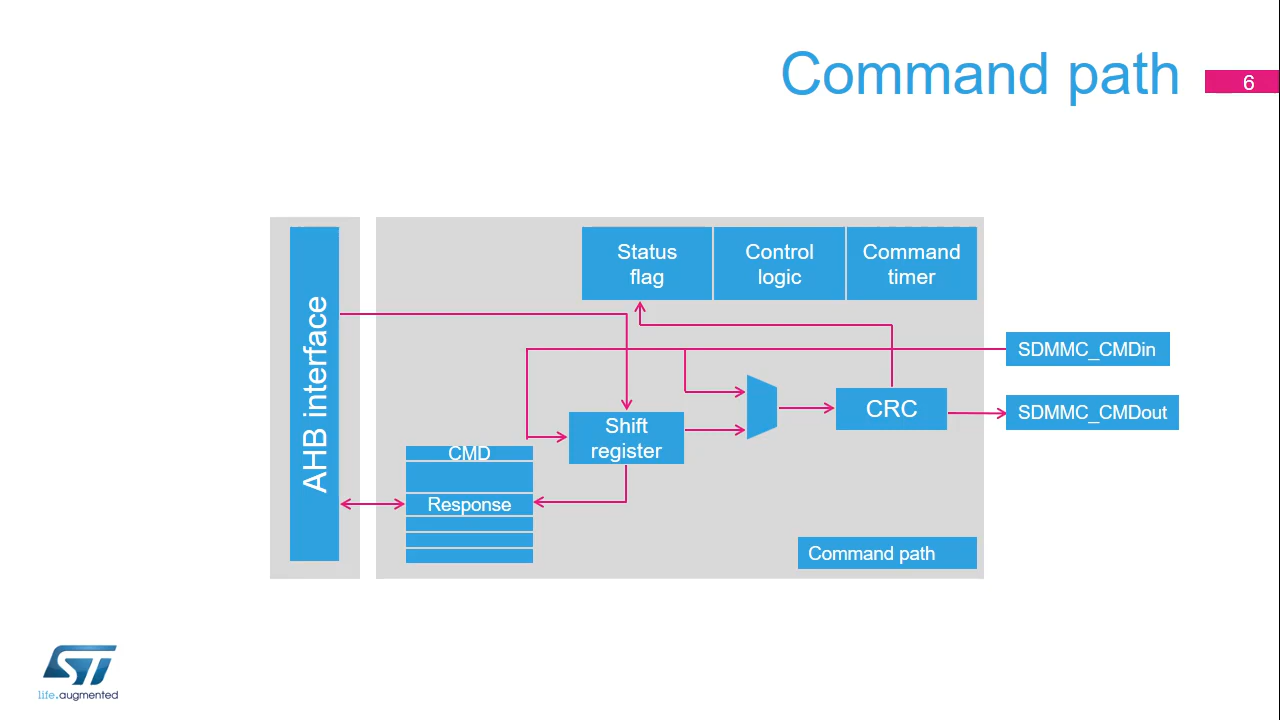 Command path
6
Status
flag
Control
logic
Command
timer
AHB interface
SDMMC_CMDin
SDMMC_CMDout
CRC
Shift
register
CMD
Response
Command path
ST
life.augmented